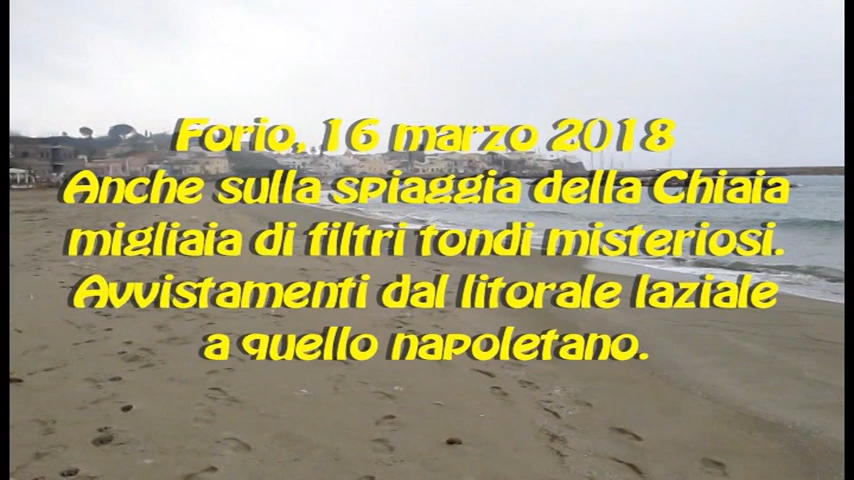 Forio, 16 marzo 2018
Anche sulla spiaggia della Chiaia
migliaia di filtri tondi misteriosi.
Avvistamenti dal litorale laziale
a quello napoletano.